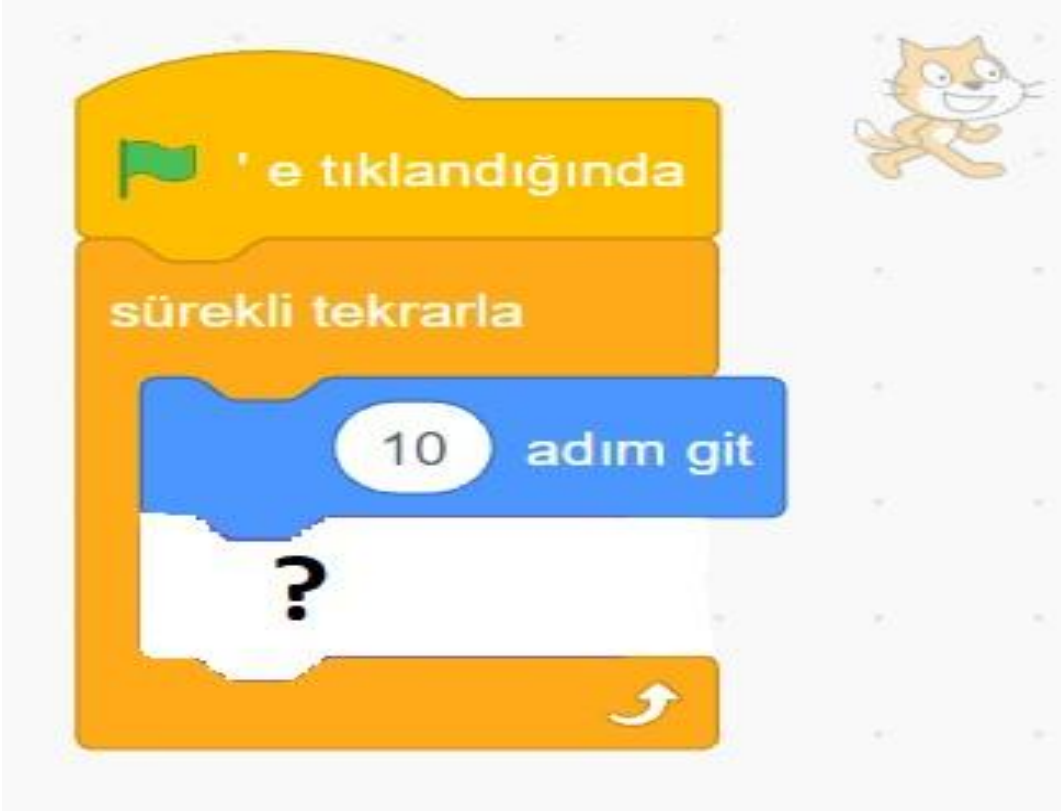 ' e tıklandığında
sürekli tekrarla
10 adım git
?